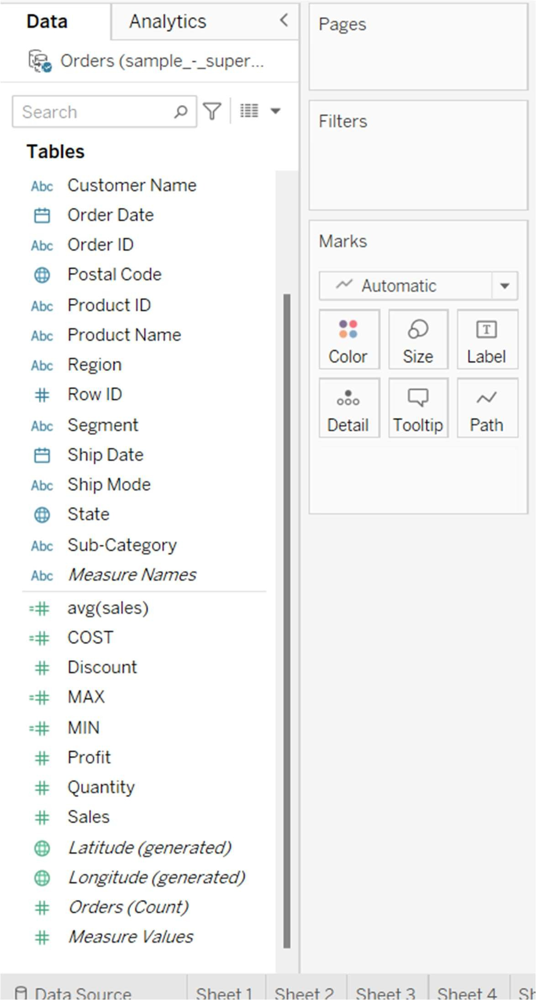 Data
Analytics
Orders (sample_-_super...
Search
Tables
Abc Customer Name
Order Date
Abc Order ID
Postal Code
Abc Product ID
Abc Product Name
Abc Region
# Row ID
Abc Segment
Ship Date
Abc Ship Mode
State
Abc Sub-Category
Abc Measure Names
=# avg(sales)
=# COST
# Discount
=# MAX
=# MIN
# Profit
# Quantity
# Sales
Latitude (generated)
Longitude (generated)
# Orders (Count)
# Measure Values
Pages
Filters
Marks
Automatic
Color
Size
T
Label
Detail
Tooltip
Path
Data Source
Sheet 1
Sheet 2
Sheet 3
Sheet 4
Sh